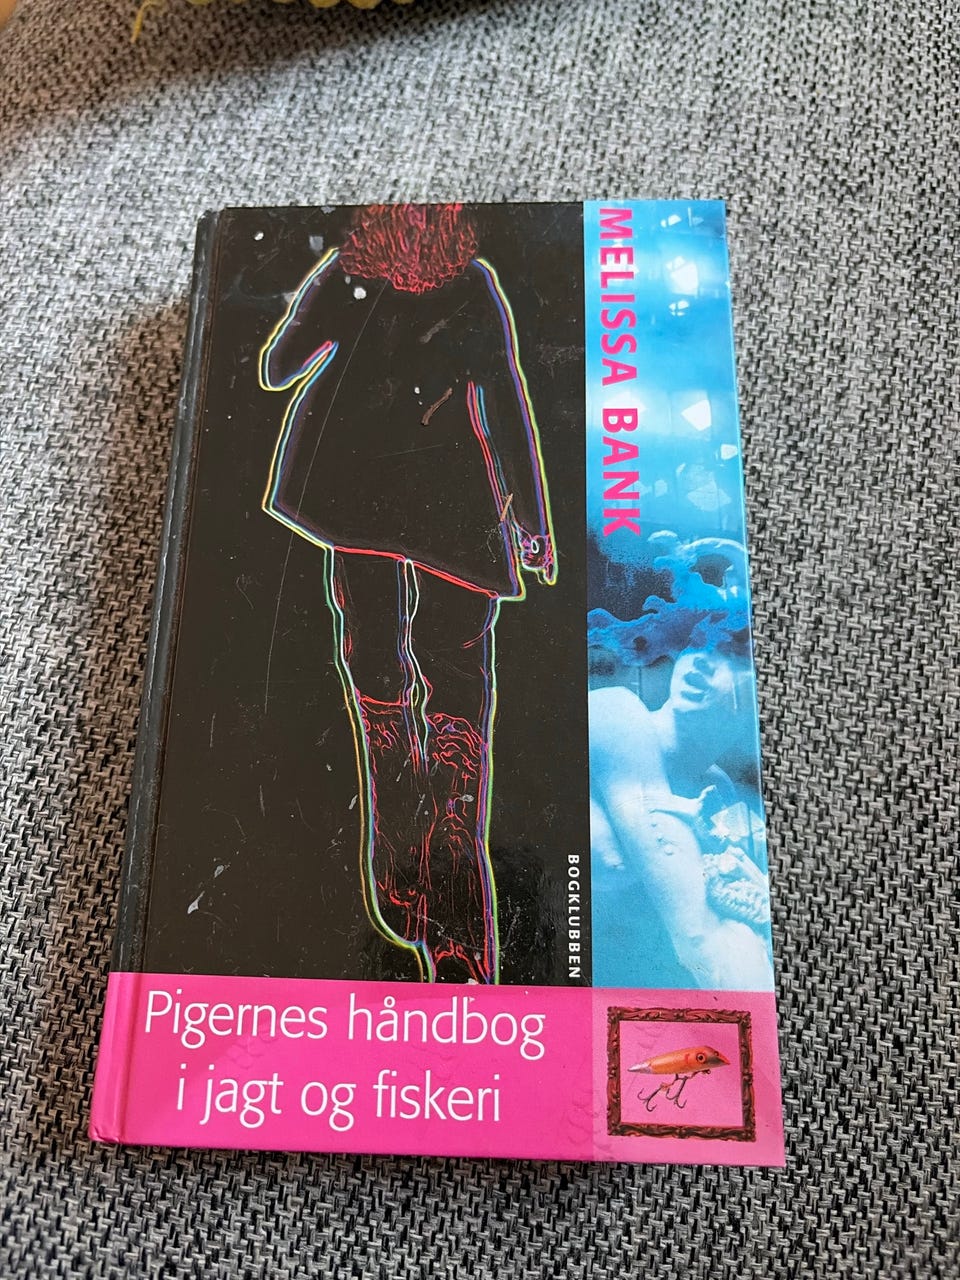 MELISSA BANK
BOGKLUBBEN
Pigernes håndbog
i jagt og fiskeri